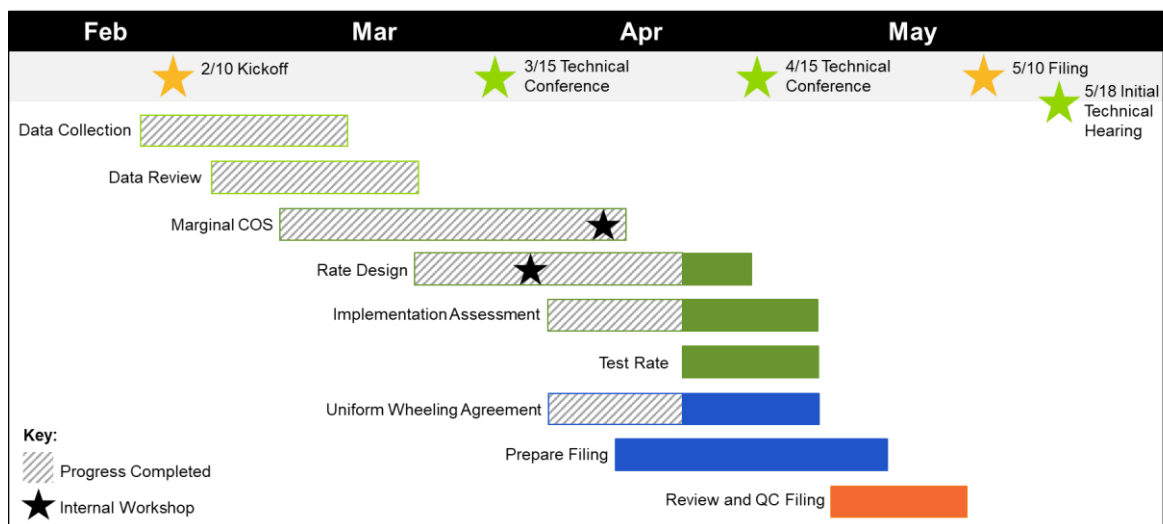 Feb Mar Apr May
2/10 Kickoff
3/15 Technical
Conference
4/15 Technical
Conference
5/10 Filing
5/18 Initial
Technical
Hearing
Data Collection
Data Review
Marginal COS
Rate Design
Implementation Assessment
Test Rate
Uniform Wheeling Agreement
Prepare Filing
Review and QC Filing
Key:
Progress Completed
Internal Workshop